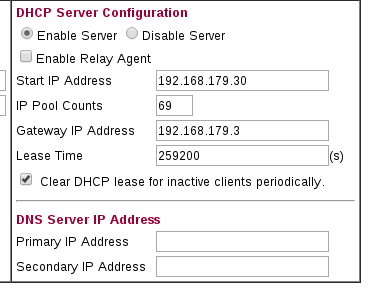 DHCP Server Configuration
Enable Server Disable Server
Enable Relay Agent
Start IP Address 192.168.179.30
IP Pool Counts 69
Gateway IP Address 192.168.179.3
Lease Time 259200 (s)
Clear DHCP lease for inactive clients periodically.
DNS Server IP Address
Primary IP Address
Secondary IP Address